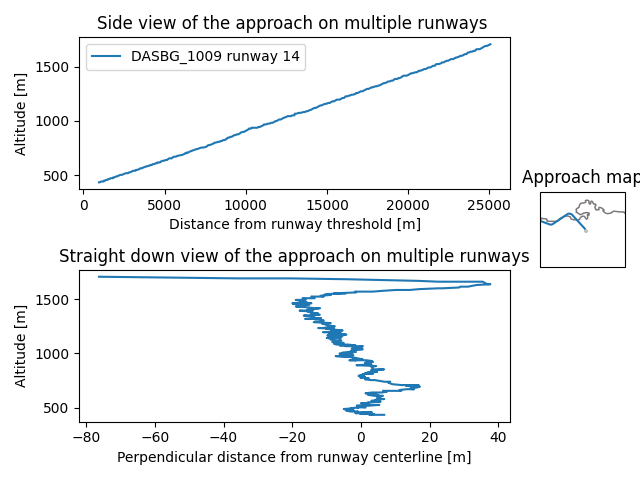 Side view of the approach on multiple runways
Altitude [m]
1500
1000
500
DASBG_1009 runway 14
0
5000
10000
15000
20000
25000
Distance from runway threshold [m]
Approach map
Straight down view of the approach on multiple runways
Altitude [m]
1500
1000
500
−80
−60
−40
−20
0
20
40
Perpendicular distance from runway centerline [m]